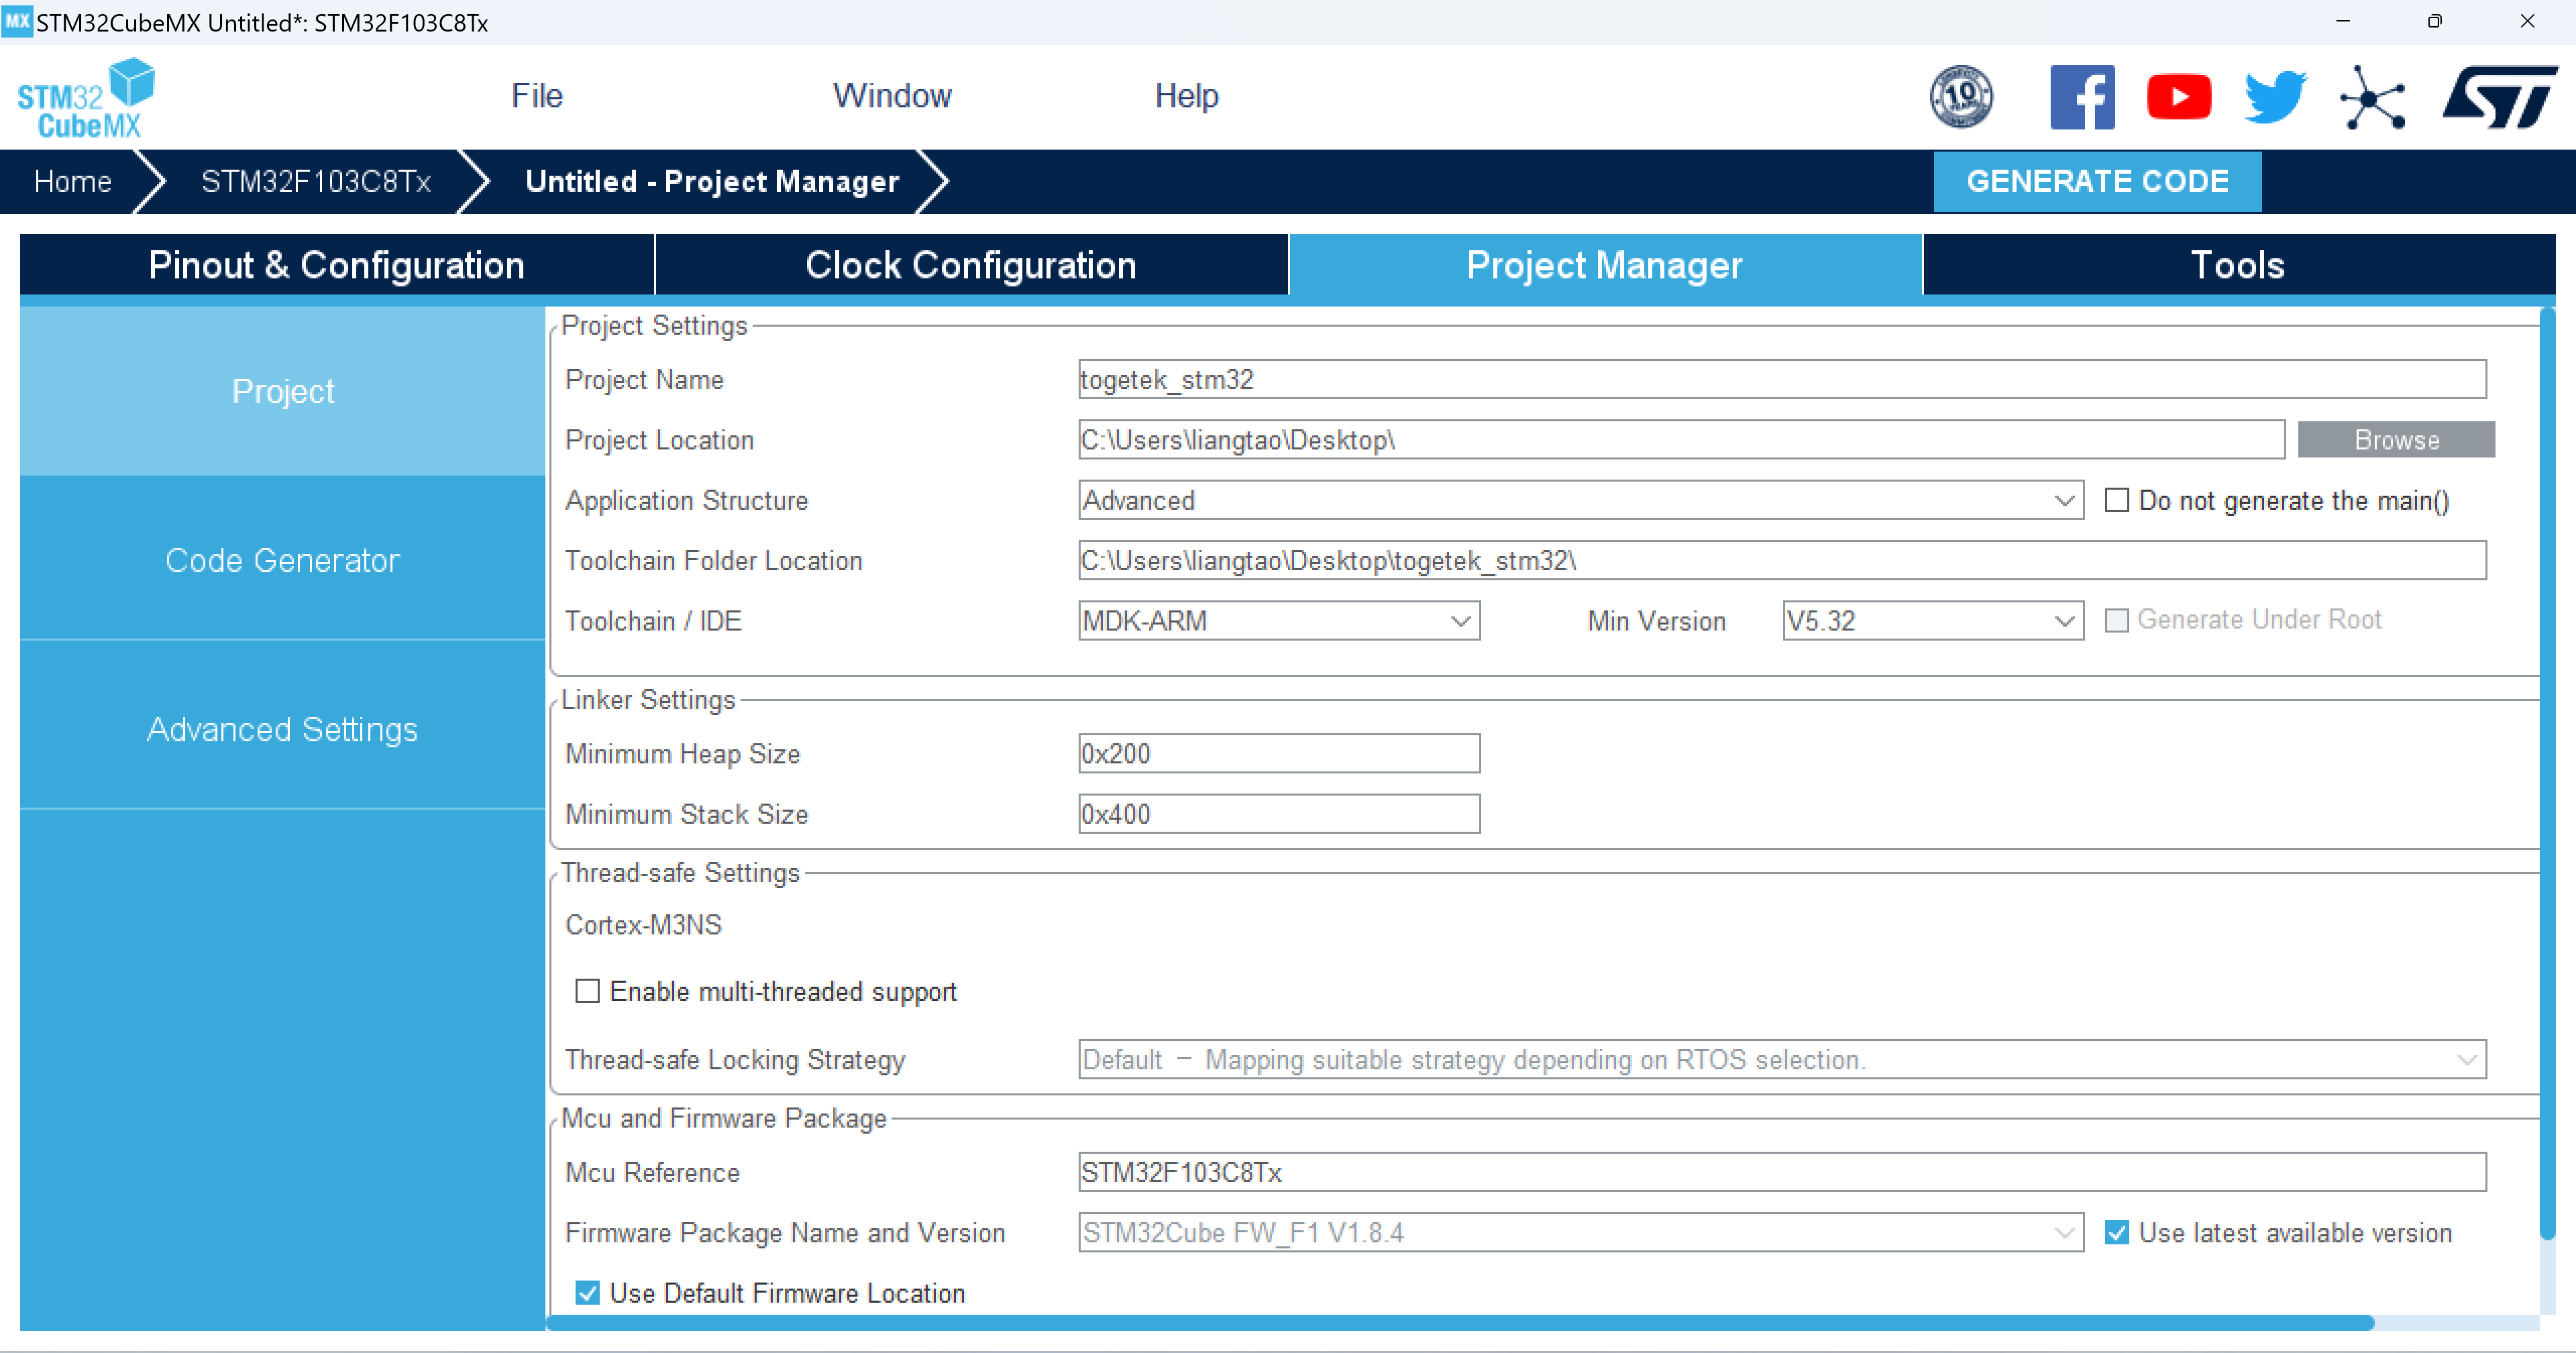 MX STM32CubeMX Untitled*: STM32F103C8Tx
STM32
CubeMX
File Window Help
10 YEARS
ST
Home STM32F103C8Tx Untitled - Project Manager GENERATE CODE
Pinout & Configuration Clock Configuration Project Manager Tools
Project
Code Generator
Advanced Settings
Project Settings
Project Name togetek_stm32
Project Location C:\Users\liangtao\Desktop\ Browse
Application Structure Advanced Do not generate the main()
Toolchain Folder Location C:\Users\liangtao\Desktop\togetek_stm32\
Toolchain / IDE MDK-ARM Min Version V5.32 Generate Under Root
Linker Settings
Minimum Heap Size 0x200
Minimum Stack Size 0x400
Thread-safe Settings
Cortex-M3NS
Enable multi-threaded support
Thread-safe Locking Strategy Default – Mapping suitable strategy depending on RTOS selection.
Mcu and Firmware Package
Mcu Reference STM32F103C8Tx
Firmware Package Name and Version STM32Cube FW_F1 V1.8.4 Use latest available version
Use Default Firmware Location